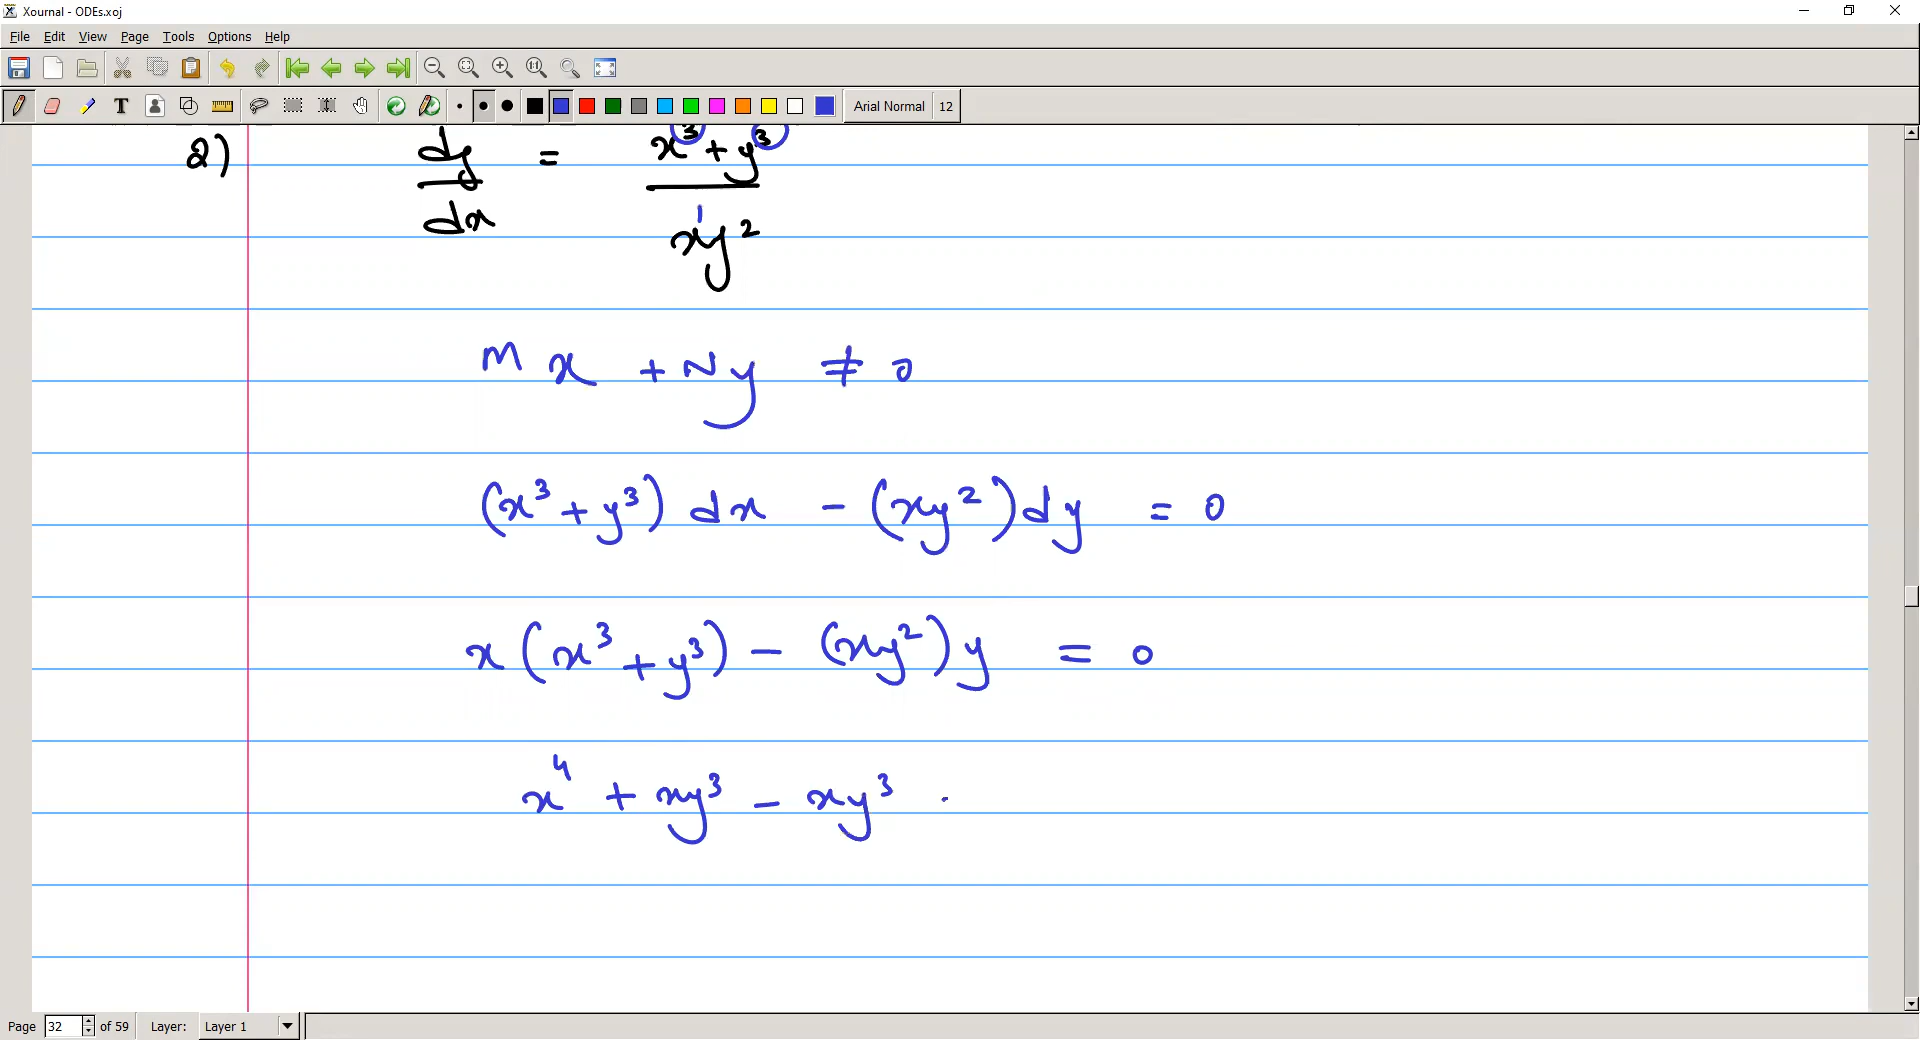 Xournal - ODEs.xoj
File Edit View Page Tools Options Help
T Arial Normal 12
2) dy/dx = x³ + y³ / x¹y²
M x + N y ≠ 0
(x³ + y³) dx - (xy²) dy = 0
x (x³ + y³) - (xy²) y = 0
x⁴ + xy³ - xy³
Page 32 of 59 Layer: Layer 1